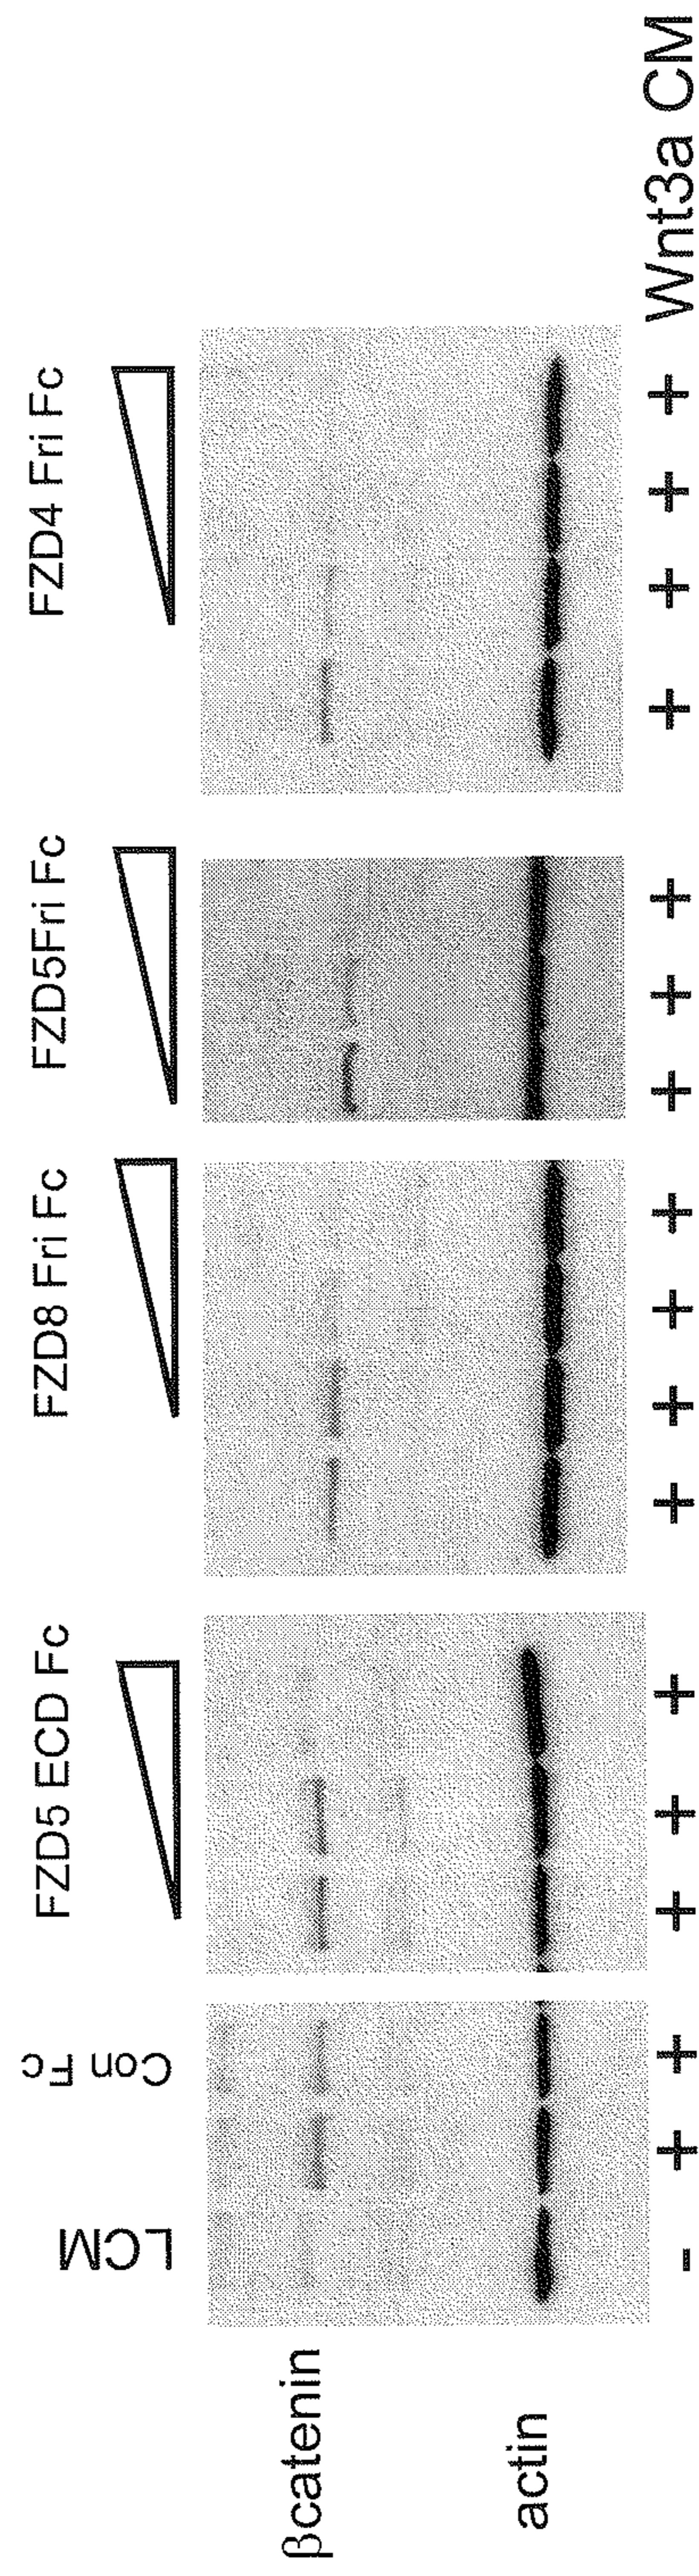 LCM
Con Fc
FZD5 ECD Fc
FZD8 Fri Fc
FZD5Fri Fc
FZD4 Fri Fc
βcatenin
actin
- + + + + + + + + + + + + + + + + Wnt3a CM